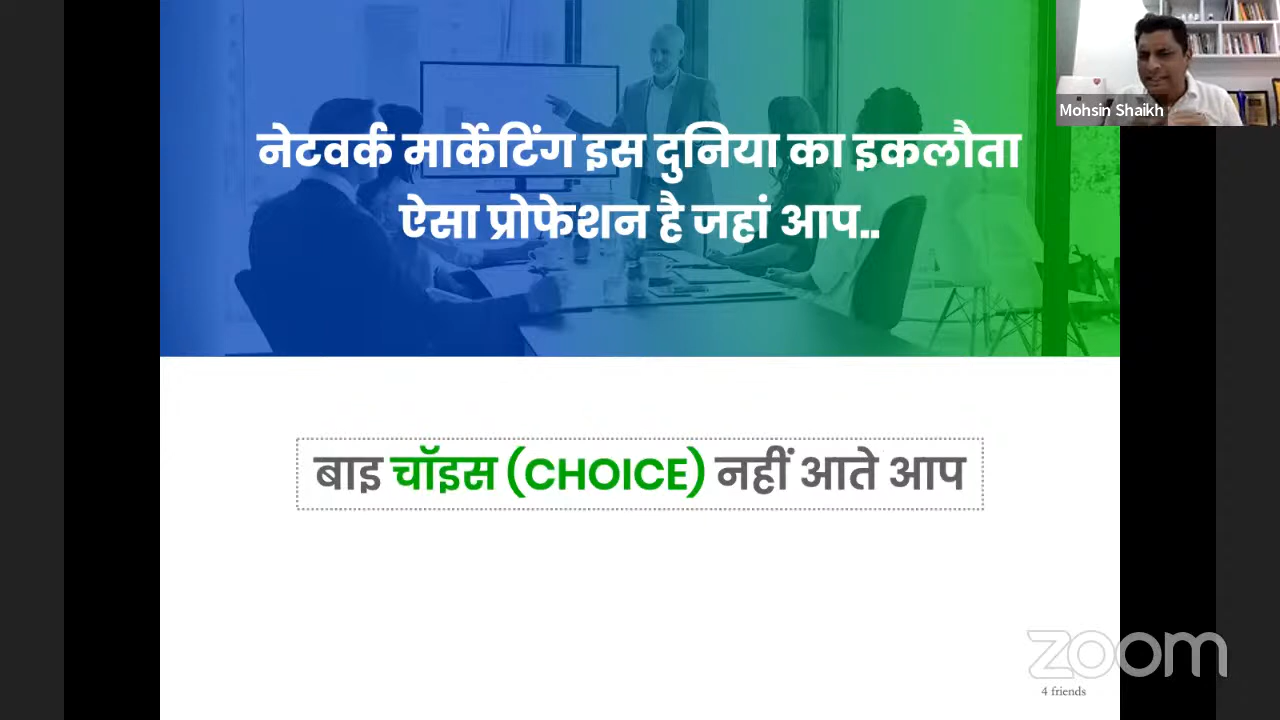 नेटवर्क मार्केटिंग इस दुनिया का इकलौता
ऐसा प्रोफेशन है जहां आप..
Mohsin Shaikh
बाइ चॉइस (CHOICE) नहीं आते आप
zoom
4 friends